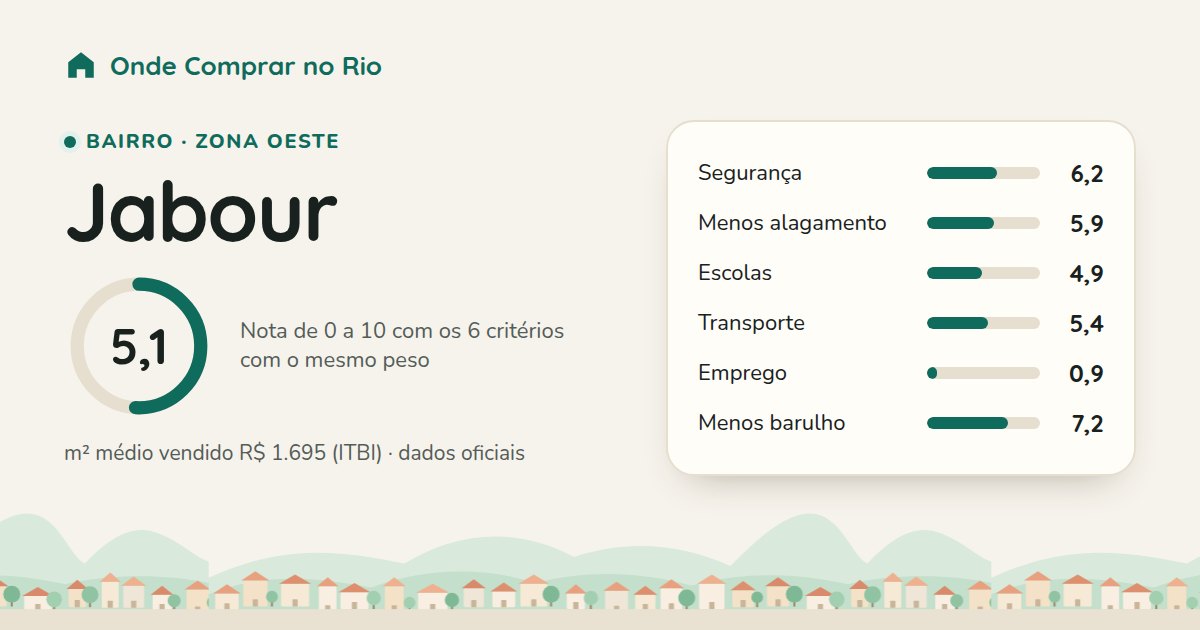 Onde Comprar no Rio
BAIRRO · ZONA OESTE
Jabour
5,1
Nota de 0 a 10 com os 6 critérios
com o mesmo peso
m² médio vendido R$ 1.695 (ITBI) · dados oficiais
Segurança 6,2
Menos alagamento 5,9
Escolas 4,9
Transporte 5,4
Emprego 0,9
Menos barulho 7,2